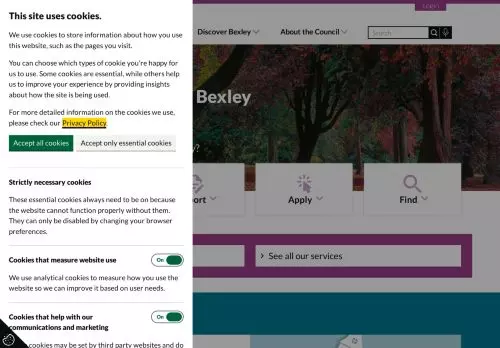 This site uses cookies.
We use cookies to store information about how you use
this website, such as the pages you visit.
You can choose which types of cookie you're happy for
us to use. Some cookies are essential, while others help
us to improve your experience by providing insights
about how the site is being used.
For more detailed information on the cookies we use,
please check our Privacy Policy.
Accept all cookies
Accept only essential cookies
Strictly necessary cookies
These essential cookies always need to be on because
the website cannot function properly without them.
They can only be disabled by changing your browser
preferences.
Cookies that measure website use
On
We use analytical cookies to measure how you use the
website so we can improve it based on user needs.
Cookies that help with our
communications and marketing
On
cookies may be set by third party websites and do
Discover Bexley
About the Council
Search
Bexley
Apply
Find
See all our services